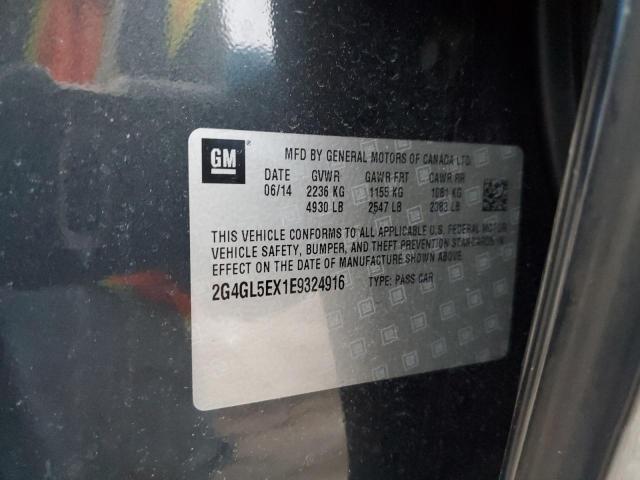 GM
MFD BY GENERAL MOTORS OF CANADA LTD.
DATE GVWR GAWR FRT GAWR RR
06/14 2236 KG 1155 KG 1081 KG
4930 LB 2547 LB 2383 LB
THIS VEHICLE CONFORMS TO ALL APPLICABLE U.S. FEDERAL MOTOR
VEHICLE SAFETY, BUMPER, AND THEFT PREVENTION STANDARDS IN
EFFECT ON THE DATE OF MANUFACTURE SHOWN ABOVE.
2G4GL5EX1E9324916 TYPE: PASS CAR